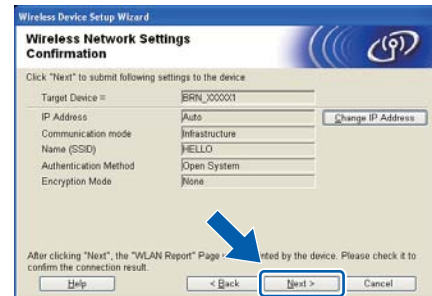 Wireless Device Setup Wizard
Wireless Network Settings
Confirmation
Click "Next" to submit following settings to the device
Target Device = BRN_XXXXX1
IP Address Auto Change IP Address
Communication mode Infrastructure
Name (SSID) HELLO
Authentication Method Open System
Encryption Mode None
After clicking "Next", the "WLAN Report" Page by the device. Please check it to
confirm the connection result.
Help < Back Next > Cancel